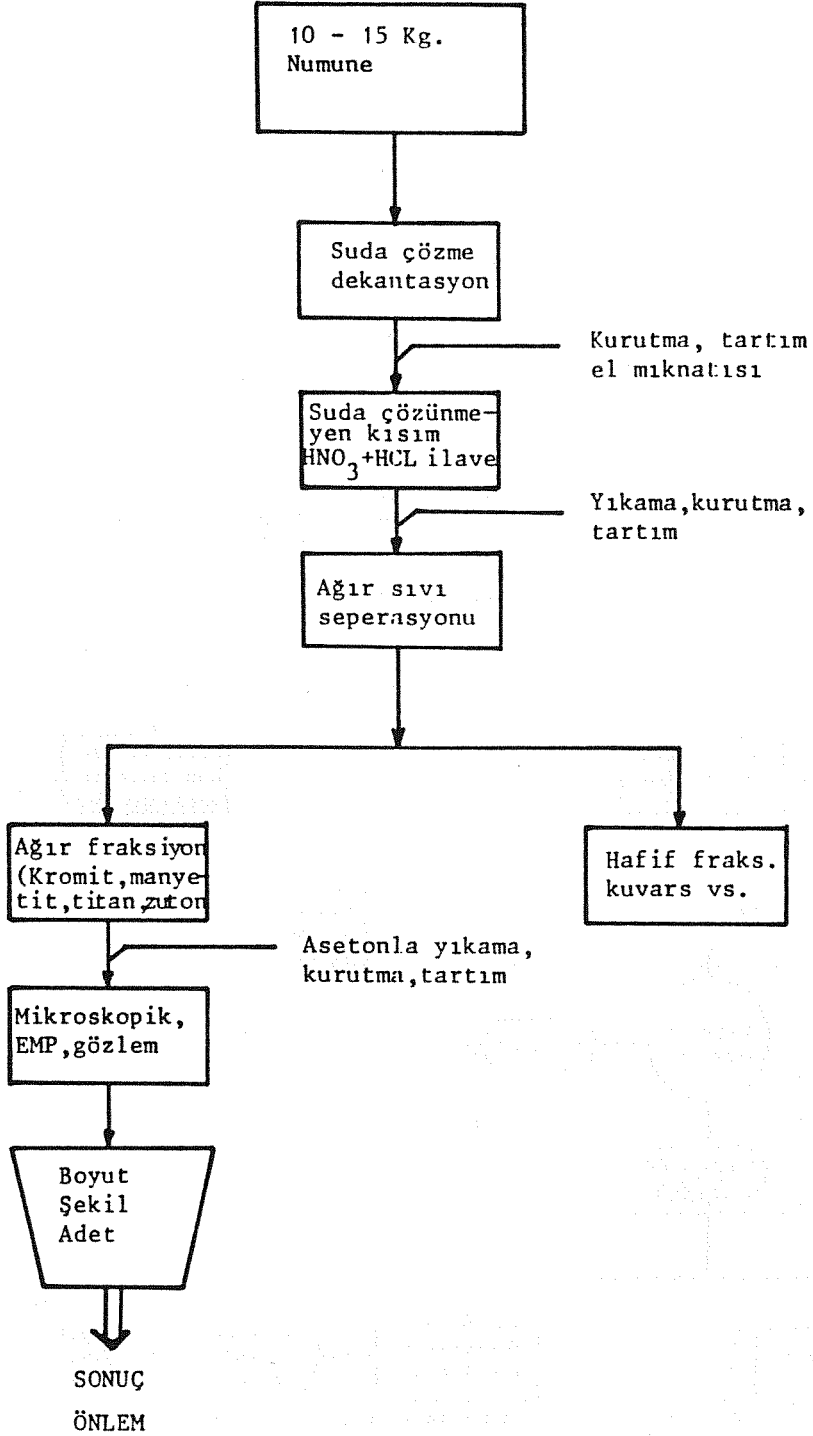 10 - 15 Kg.
Numune
Suda çözme
dekantasyon
Kurutma, tartım
el mıknatısı
Suda çözünme-
yen kısım
HNO3+HCL ilave
Yıkama,kurutma,
tartım
Ağır sıvı
seperasyonu
Ağır fraksiyon
(Kromit,manye-
tit,titan,zuton
Hafif fraks.
kuvars vs.
Asetonla yıkama,
kurutma,tartım
Mikroskopik,
EMP,gözlem
Boyut
Şekil
Adet
SONUÇ
ÖNLEM